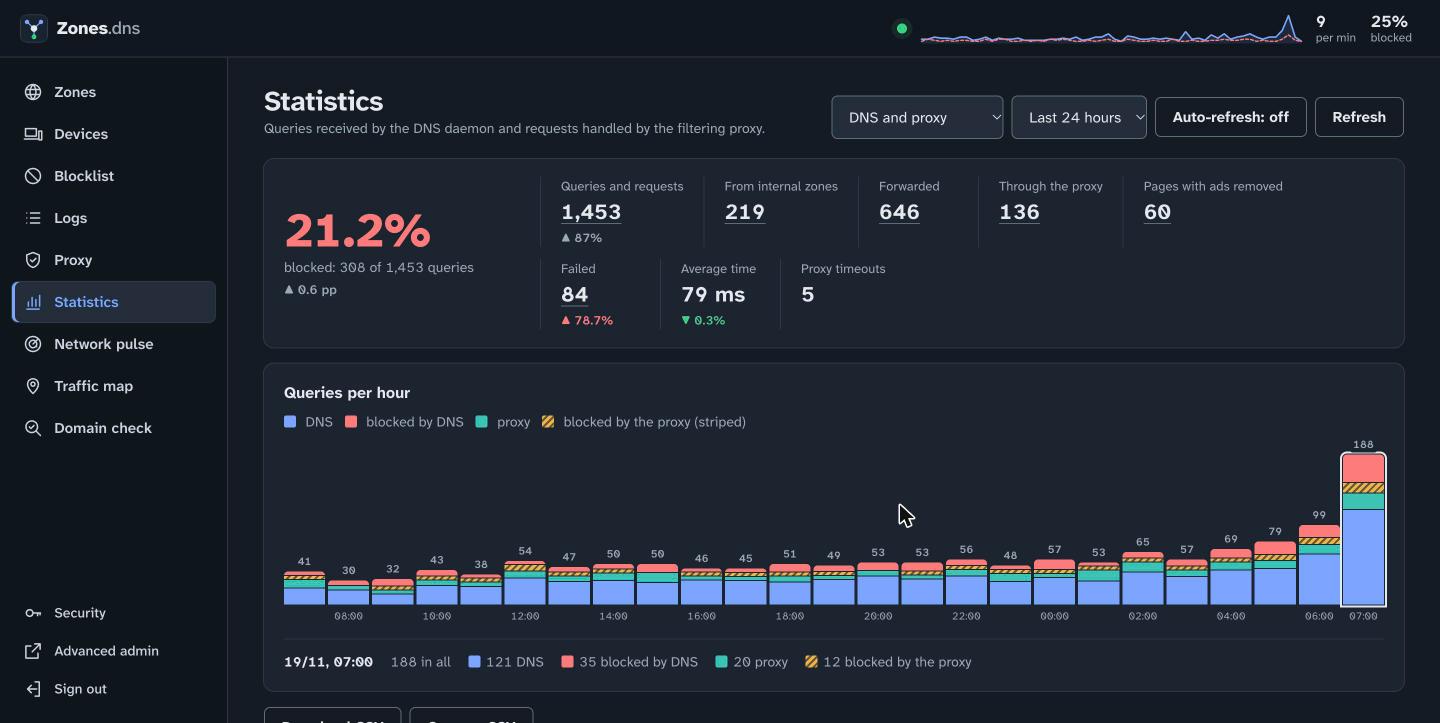 Zones.dns
9
per min
25%
blocked
Zones
Devices
Blocklist
Logs
Proxy
Statistics
Network pulse
Traffic map
Domain check
Security
Advanced admin
Sign out
Statistics
Queries received by the DNS daemon and requests handled by the filtering proxy.
DNS and proxy
Last 24 hours
Auto-refresh: off
Refresh
21.2%
blocked: 308 of 1,453 queries
▲ 0.6 pp
Queries and requests
1,453
▲ 87%
From internal zones
219
Forwarded
646
Through the proxy
136
Pages with ads removed
60
Failed
84
▲ 78.7%
Average time
79 ms
▼ 0.3%
Proxy timeouts
5
Queries per hour
DNS blocked by DNS proxy blocked by the proxy (striped)
41 30 32 43 38 54 47 50 50 46 45 51 49 53 53 56 48 57 53 65 57 69 79 99 188
08:00 10:00 12:00 14:00 16:00 18:00 20:00 22:00 00:00 02:00 04:00 06:00 07:00
19/11, 07:00 188 in all 121 DNS 35 blocked by DNS 20 proxy 12 blocked by the proxy